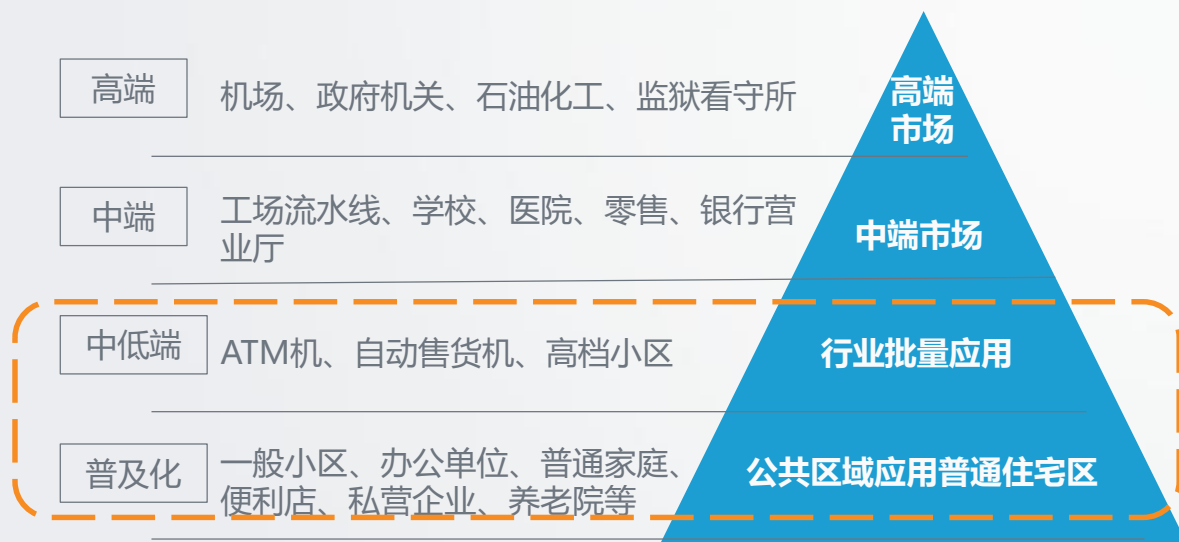 高端
机场、政府机关、石油化工、监狱看守所
高端
市场
中端
工场流水线、学校、医院、零售、银行营
业厅
中端市场
中低端
ATM机、自动售货机、高档小区
行业批量应用
普及化
一般小区、办公单位、普通家庭、
便利店、私营企业、养老院等
公共区域应用普通住宅区